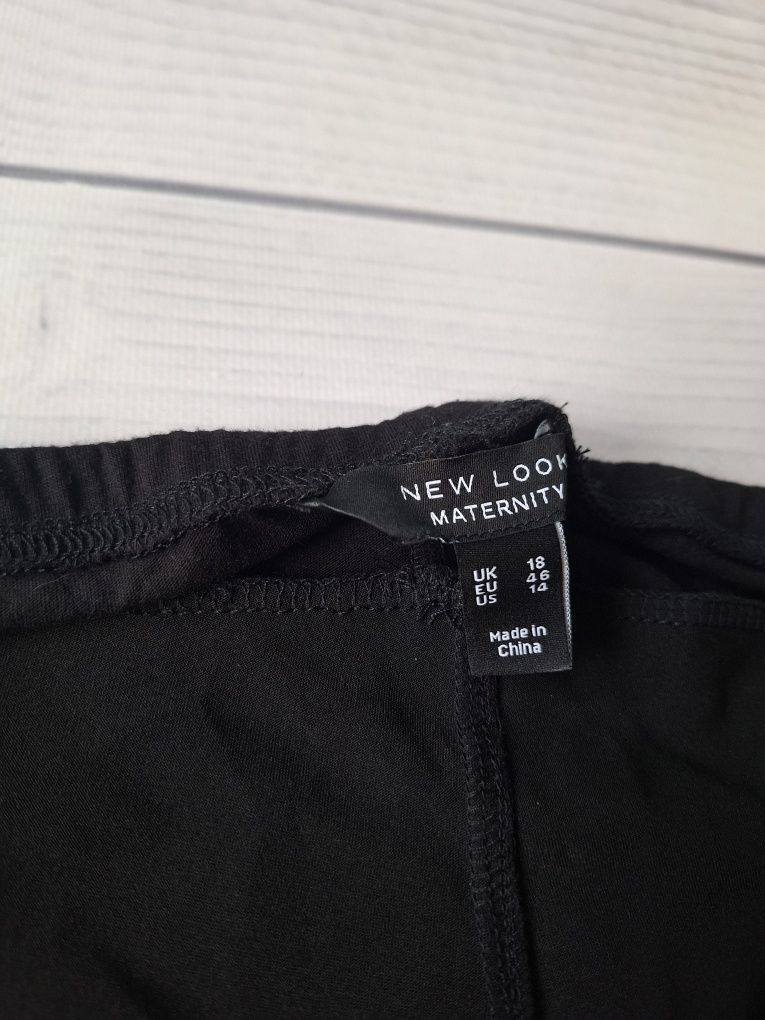 NEW LOOK
MATERNITY
UK 18
EU 46
US 14
Made in
China